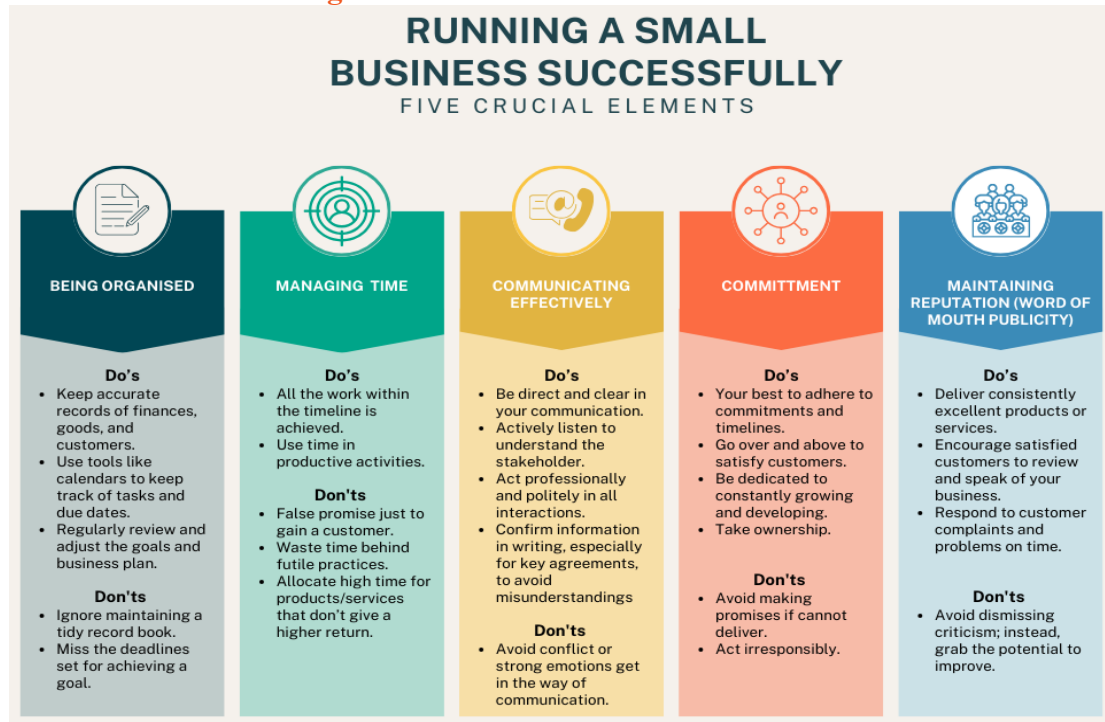 RUNNING A SMALL
BUSINESS SUCCESSFULLY
FIVE CRUCIAL ELEMENTS
BEING ORGANISED
Do's
• Keep accurate
records of finances,
goods, and
customers.
• Use tools like
calendars to keep
track of tasks and
due dates.
• Regularly review and
adjust the goals and
business plan.
Don'ts
• Ignore maintaining a
tidy record book.
• Miss the deadlines
set for achieving a
goal.
MANAGING TIME
Do's
• All the work within
the timeline is
achieved.
• Use time in
productive activities.
Don'ts
• False promise just to
gain a customer.
• Waste time behind
futile practices.
• Allocate high time for
products/services
that don't give a
higher return.
COMMUNICATING
EFFECTIVELY
Do's
• Be direct and clear in
your communication.
• Actively listen to
understand the
stakeholder.
• Act professionally
and politely in all
interactions.
• Confirm information
in writing, especially
for key agreements,
to avoid
misunderstandings
Don'ts
• Avoid conflict or
strong emotions get
in the way of
communication.
COMMITTMENT
Do's
• Your best to adhere to
commitments and
timelines.
• Go over and above to
satisfy customers.
• Be dedicated to
constantly growing
and developing.
• Take ownership.
Don'ts
• Avoid making
promises if cannot
deliver.
• Act irresponsibly.
MAINTAINING
REPUTATION (WORD OF
MOUTH PUBLICITY)
Do's
• Deliver consistently
excellent products or
services.
• Encourage satisfied
customers to review
and speak of your
business.
• Respond to customer
complaints and
problems on time.
Don'ts
• Avoid dismissing
criticism; instead,
grab the potential to
improve.